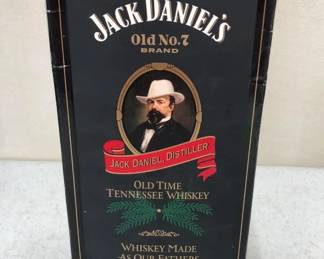 JACK DANIEL'S
Old No.7
BRAND
JACK DANIEL, DISTILLER
OLD TIME
TENNESSEE WHISKEY
WHISKEY MADE
AS OUR FATHERS